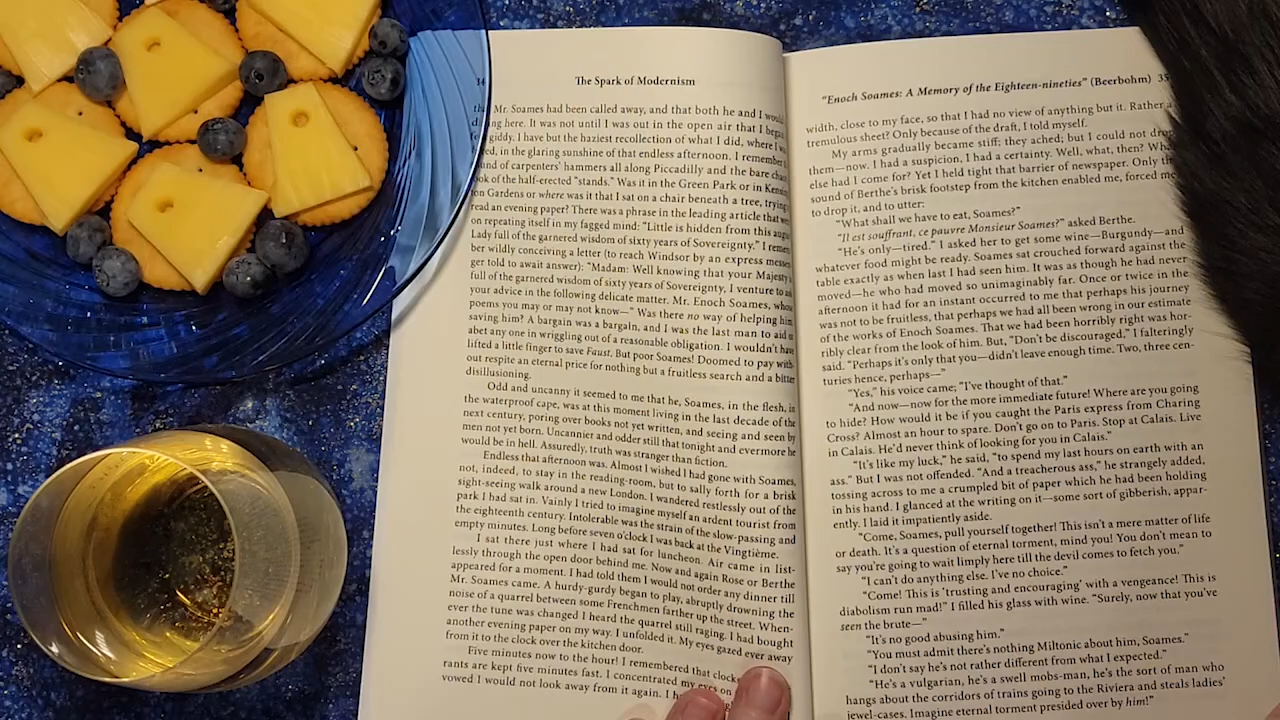 34
The Spark of Modernism
Mr. Soames had been called away, and that both he and I would
ing here. It was not until I was out in the open air that I began
giddy, I have but the haziest recollection of what I did, where I
ed, in the glaring sunshine of that endless afternoon. I remember
und of carpenters' hammers all along Piccadilly and the bare
ok of the half-erected "stands." Was it in the Green Park or in
on Gardens or where was it that I sat on a chair beneath a tree, trying
read an evening paper? There was a phrase in the leading article that
on repeating itself in my fagged mind: "Little is hidden from this
Lady full of the garnered wisdom of sixty years of Sovereignty." I
ber wildly conceiving a letter (to reach Windsor by an express
ger told to await answer): "Madam: Well knowing that your Majesty
full of the garnered wisdom of sixty years of Sovereignty, I venture to
your advice in the following delicate matter. Mr. Enoch Soames, whose
poems you may or may not know—" Was there no way of helping him,
saving him? A bargain was a bargain, and I was the last man to aid or
abet any one in wriggling out of a reasonable obligation. I wouldn't have
lifted a little finger to save Faust. But poor Soames! Doomed to pay with-
out respite an eternal price for nothing but a fruitless search and a bitter
disillusioning.
Odd and uncanny it seemed to me that he, Soames, in the flesh, in
the waterproof cape, was at this moment living in the last decade of the
next century, poring over books not yet written, and seeing and seen by
men not yet born. Uncannier and odder still that tonight and evermore he
would be in hell. Assuredly, truth was stranger than fiction.
Endless that afternoon was. Almost I wished I had gone with Soames,
not, indeed, to stay in the reading-room, but to sally forth for a brisk
sight-seeing walk around a new London. I wandered restlessly out of the
park I had sat in. Vainly I tried to imagine myself an ardent tourist from
the eighteenth century. Intolerable was the strain of the slow-passing and
empty minutes. Long before seven o'clock I was back at the Vingtième.
I sat there just where I had sat for luncheon. Air came in list-
lessly through the open door behind me. Now and again Rose or Berthe
appeared for a moment. I had told them I would not order any dinner till
Mr. Soames came. A hurdy-gurdy began to play, abruptly drowning the
noise of a quarrel between some Frenchmen farther up the street. When-
ever the tune was changed I heard the quarrel still raging. I had bought
another evening paper on my way. I unfolded it. My eyes gazed ever away
from it to the clock over the kitchen door.
Five minutes now to the hour! I remembered that clocks
rants are kept five minutes fast. I concentrated my eyes on
vowed I would not look away from it again. I
"Enoch Soames: A Memory of the Eighteen-nineties" (Beerbohm) 35
width, close to my face, so that I had no view of anything but it. Rather a
tremulous sheet? Only because of the draft, I told myself.
My arms gradually became stiff; they ached; but I could not drop
them—now. I had a suspicion, I had a certainty. Well, what, then?
else had I come for? Yet I held tight that barrier of newspaper. Only the
sound of Berthe's brisk footstep from the kitchen enabled me, forced me,
to drop it, and to utter:
"What shall we have to eat, Soames?"
"Il est souffrant, ce pauvre Monsieur Soames?" asked Berthe.
"He's only—tired." I asked her to get some wine—Burgundy—and
whatever food might be ready. Soames sat crouched forward against the
table exactly as when last I had seen him. It was as though he had never
moved—he who had moved so unimaginably far. Once or twice in the
afternoon it had for an instant occurred to me that perhaps his journey
was not to be fruitless, that perhaps we had all been wrong in our estimate
of the works of Enoch Soames. That we had been horribly right was hor-
ribly clear from the look of him. But, "Don't be discouraged," I falteringly
said. "Perhaps it's only that you—didn't leave enough time. Two, three cen-
turies hence, perhaps—"
"Yes," his voice came; "I've thought of that."
"And now—now for the more immediate future! Where are you going
to hide? How would it be if you caught the Paris express from Charing
Cross? Almost an hour to spare. Don't go on to Paris. Stop at Calais. Live
in Calais. He'd never think of looking for you in Calais."
"It's like my luck," he said, "to spend my last hours on earth with an
ass." But I was not offended. "And a treacherous ass," he strangely added,
tossing across to me a crumpled bit of paper which he had been holding
in his hand. I glanced at the writing on it—some sort of gibberish, appar-
ently. I laid it impatiently aside.
"Come, Soames, pull yourself together! This isn't a mere matter of life
or death. It's a question of eternal torment, mind you! You don't mean to
say you're going to wait limply here till the devil comes to fetch you."
"I can't do anything else. I've no choice."
"Come! This is 'trusting and encouraging' with a vengeance! This is
diabolism run mad!" I filled his glass with wine. "Surely, now that you've
seen the brute—"
"It's no good abusing him."
"You must admit there's nothing Miltonic about him, Soames."
"I don't say he's not rather different from what I expected."
"He's a vulgarian, he's a swell mobs-man, he's the sort of man who
hangs about the corridors of trains going to the Riviera and steals ladies'
jewel-cases. Imagine eternal torment presided over by him!"